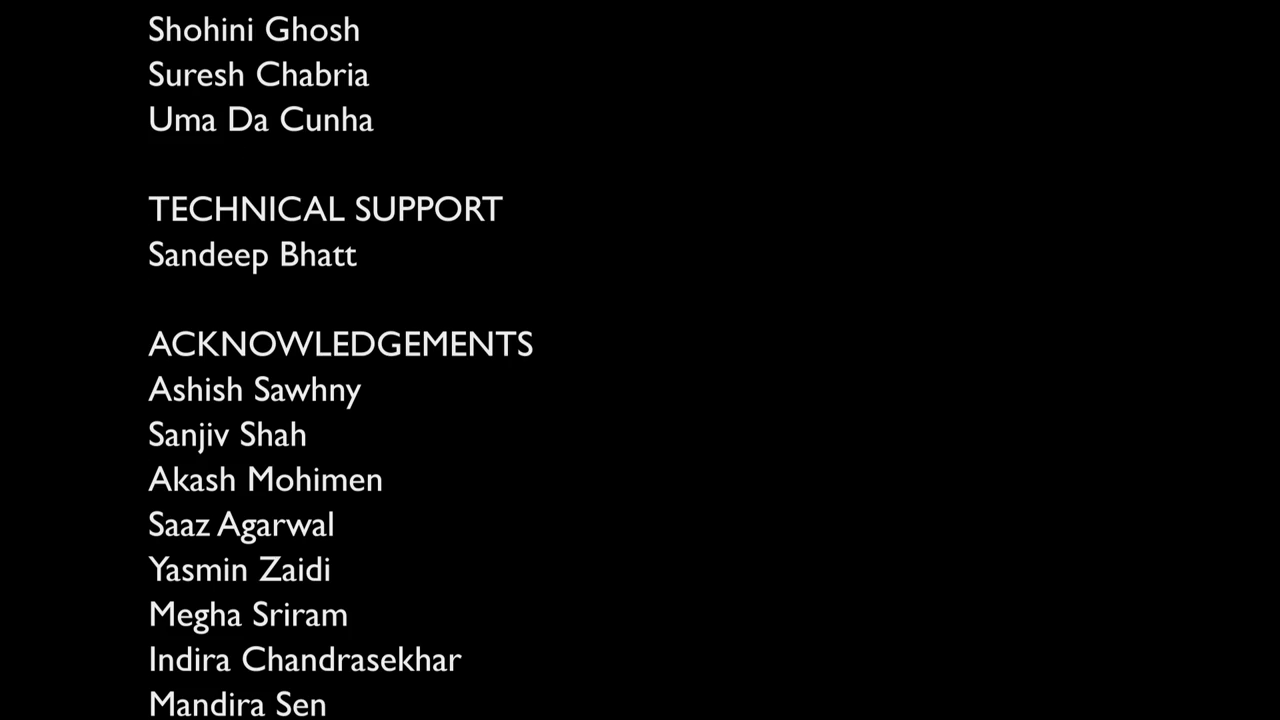 Shohini Ghosh
Suresh Chabria
Uma Da Cunha
TECHNICAL SUPPORT
Sandeep Bhatt
ACKNOWLEDGEMENTS
Ashish Sawhny
Sanjiv Shah
Akash Mohimen
Saaz Agarwal
Yasmin Zaidi
Megha Sriram
Indira Chandrasekhar
Mandira Sen